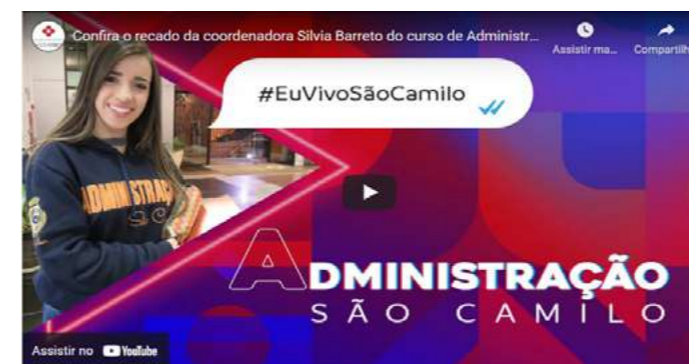 Confira o recado da coordenadora Silvia Barreto do curso de Administr...
Assistir ma...
Compartilh
#EuVivoSãoCamilo
ADMINISTRAÇ
ADMINISTRAÇÃO
SÃO CAMILO
Assistir no YouTube